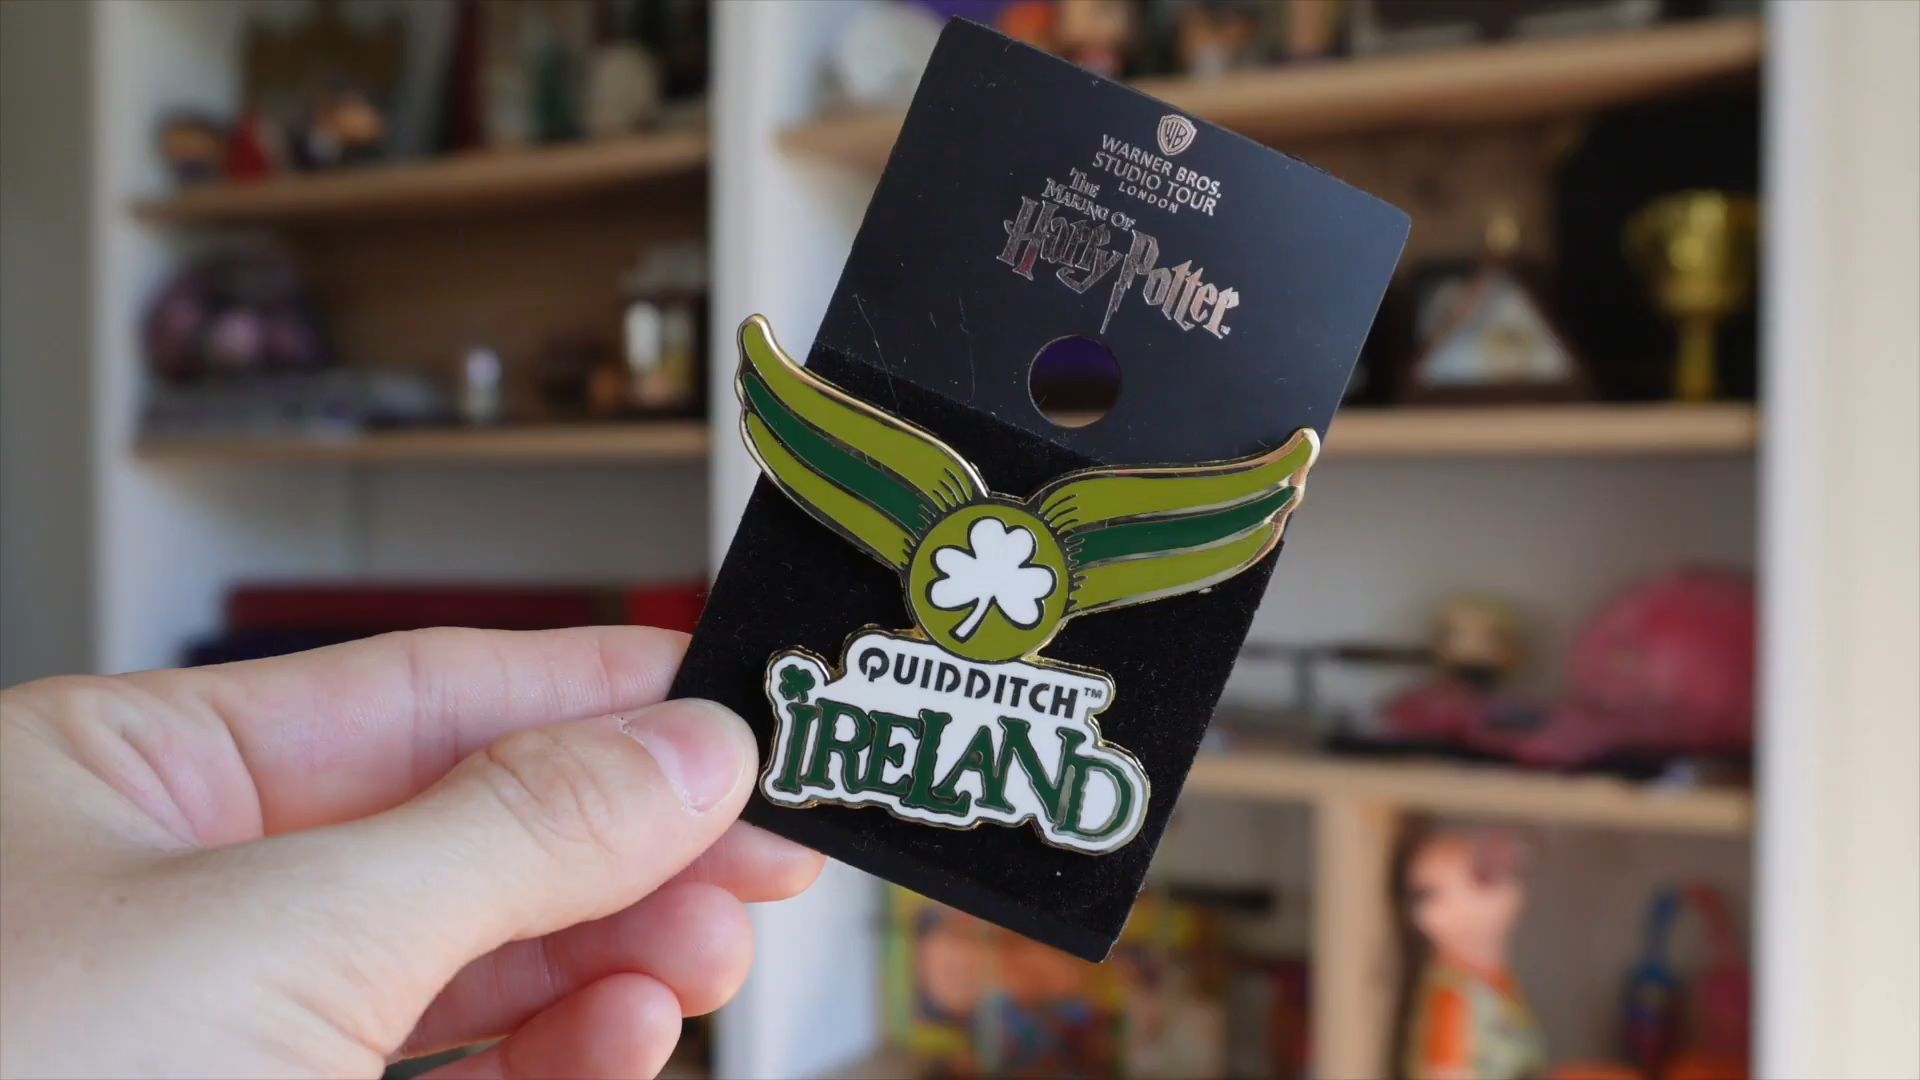 WB
WARNER BROS.
STUDIO TOUR
LONDON
THE
MAKING OF
Harry Potter
QUIDDITCH™
IRELAND